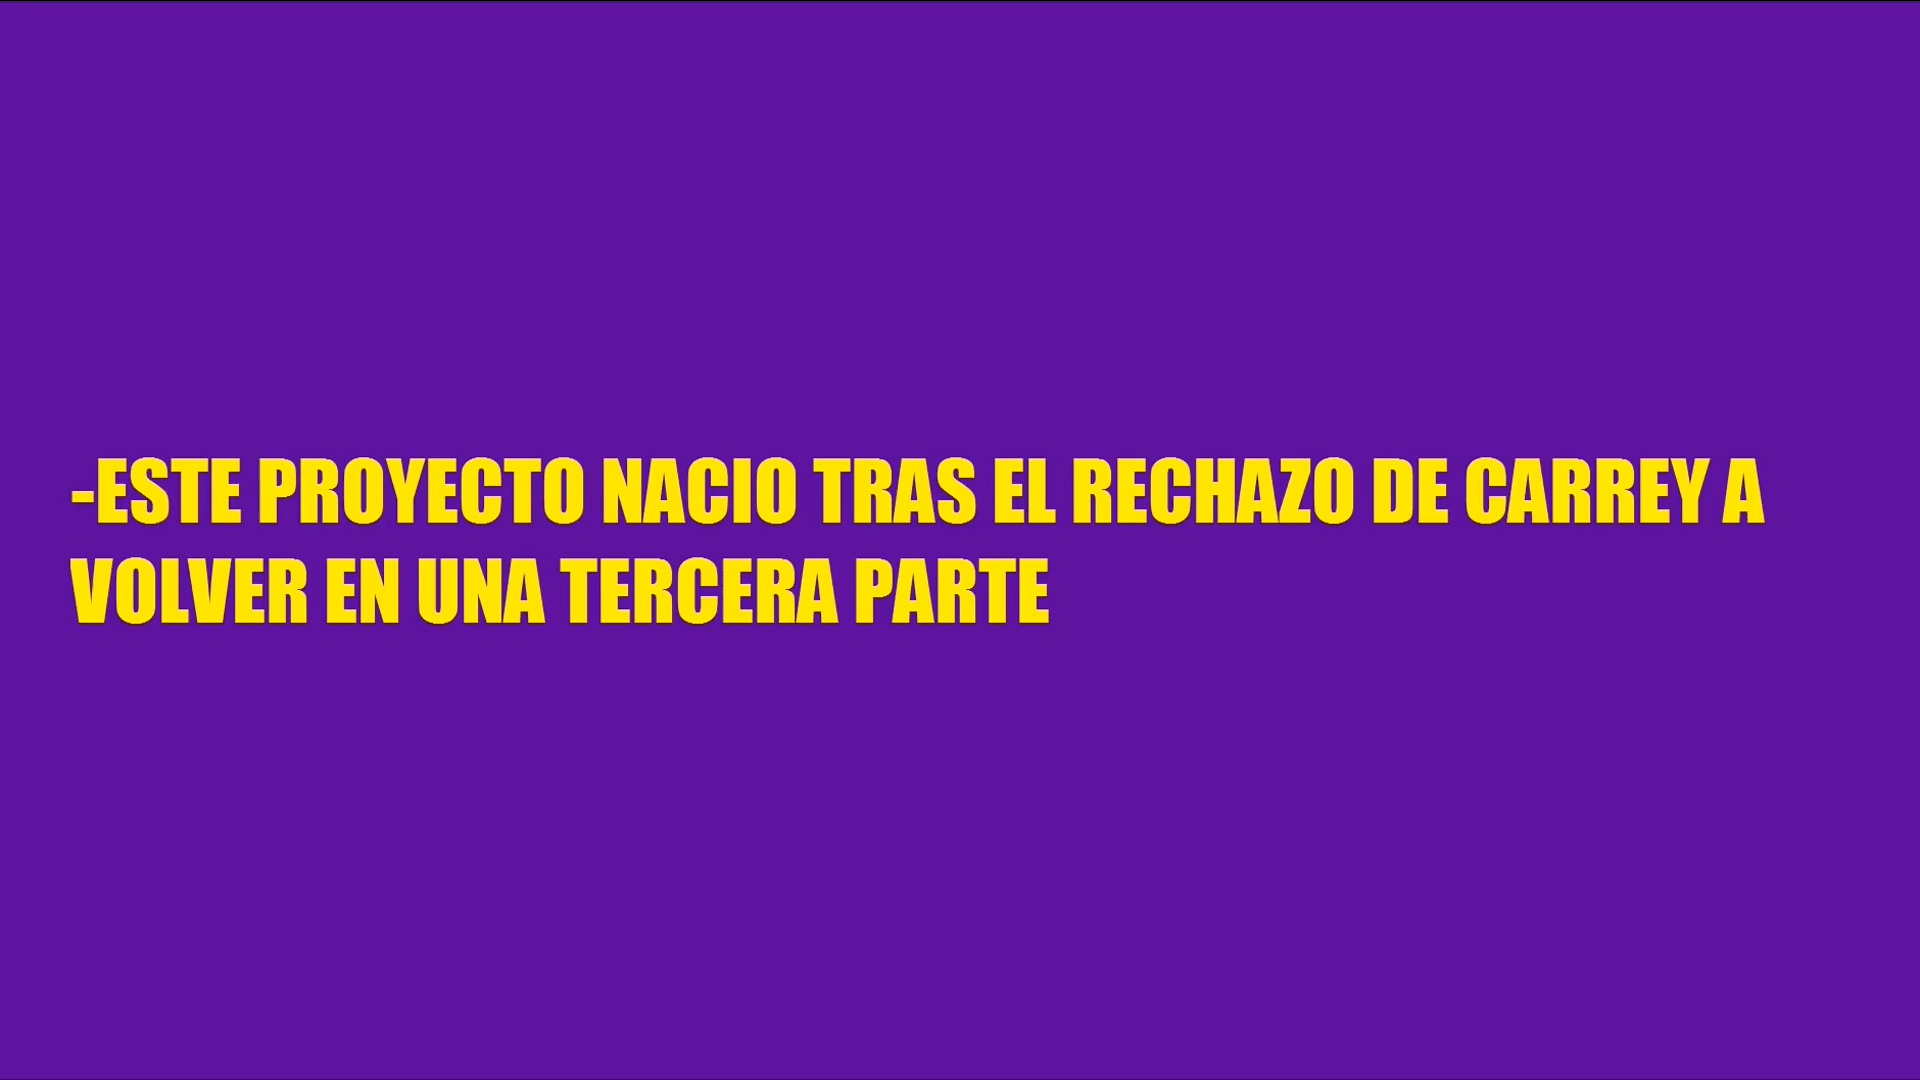 -ESTE PROYECTO NACIO TRAS EL RECHAZO DE CARREY A
VOLVER EN UNA TERCERA PARTE